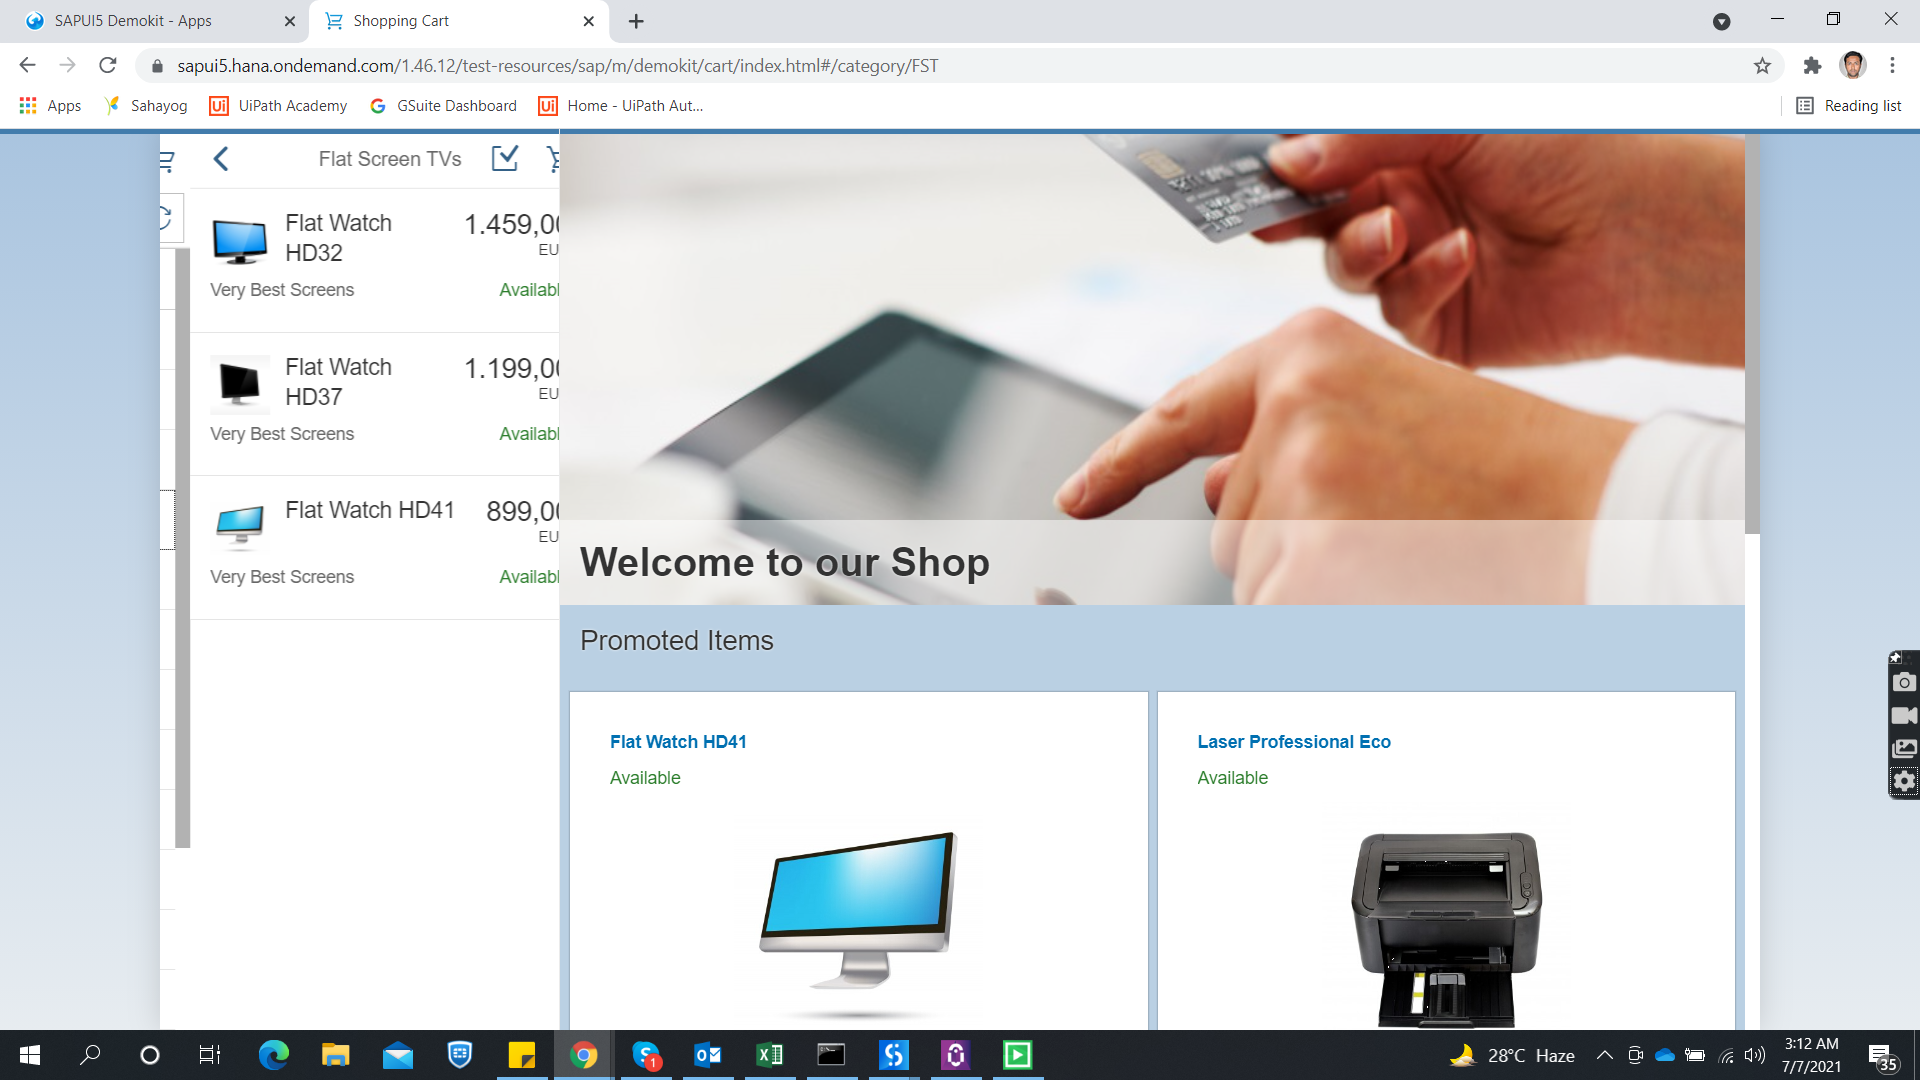 SAPUI5 Demokit - Apps
Shopping Cart
sapui5.hana.ondemand.com/1.46.12/test-resources/sap/m/demokit/cart/index.html#/category/FST
Apps
Sahayog
UiPath Academy
GSuite Dashboard
Home - UiPath Aut...
Reading list
Flat Screen TVs
Flat Watch HD32
1.459,00
EU
Very Best Screens
Availabl
Flat Watch HD37
1.199,00
EU
Very Best Screens
Availabl
Flat Watch HD41
899,00
EU
Very Best Screens
Availabl
Welcome to our Shop
Promoted Items
Flat Watch HD41
Available
Laser Professional Eco
Available
28°C Haze
3:12 AM
7/7/2021
35
1